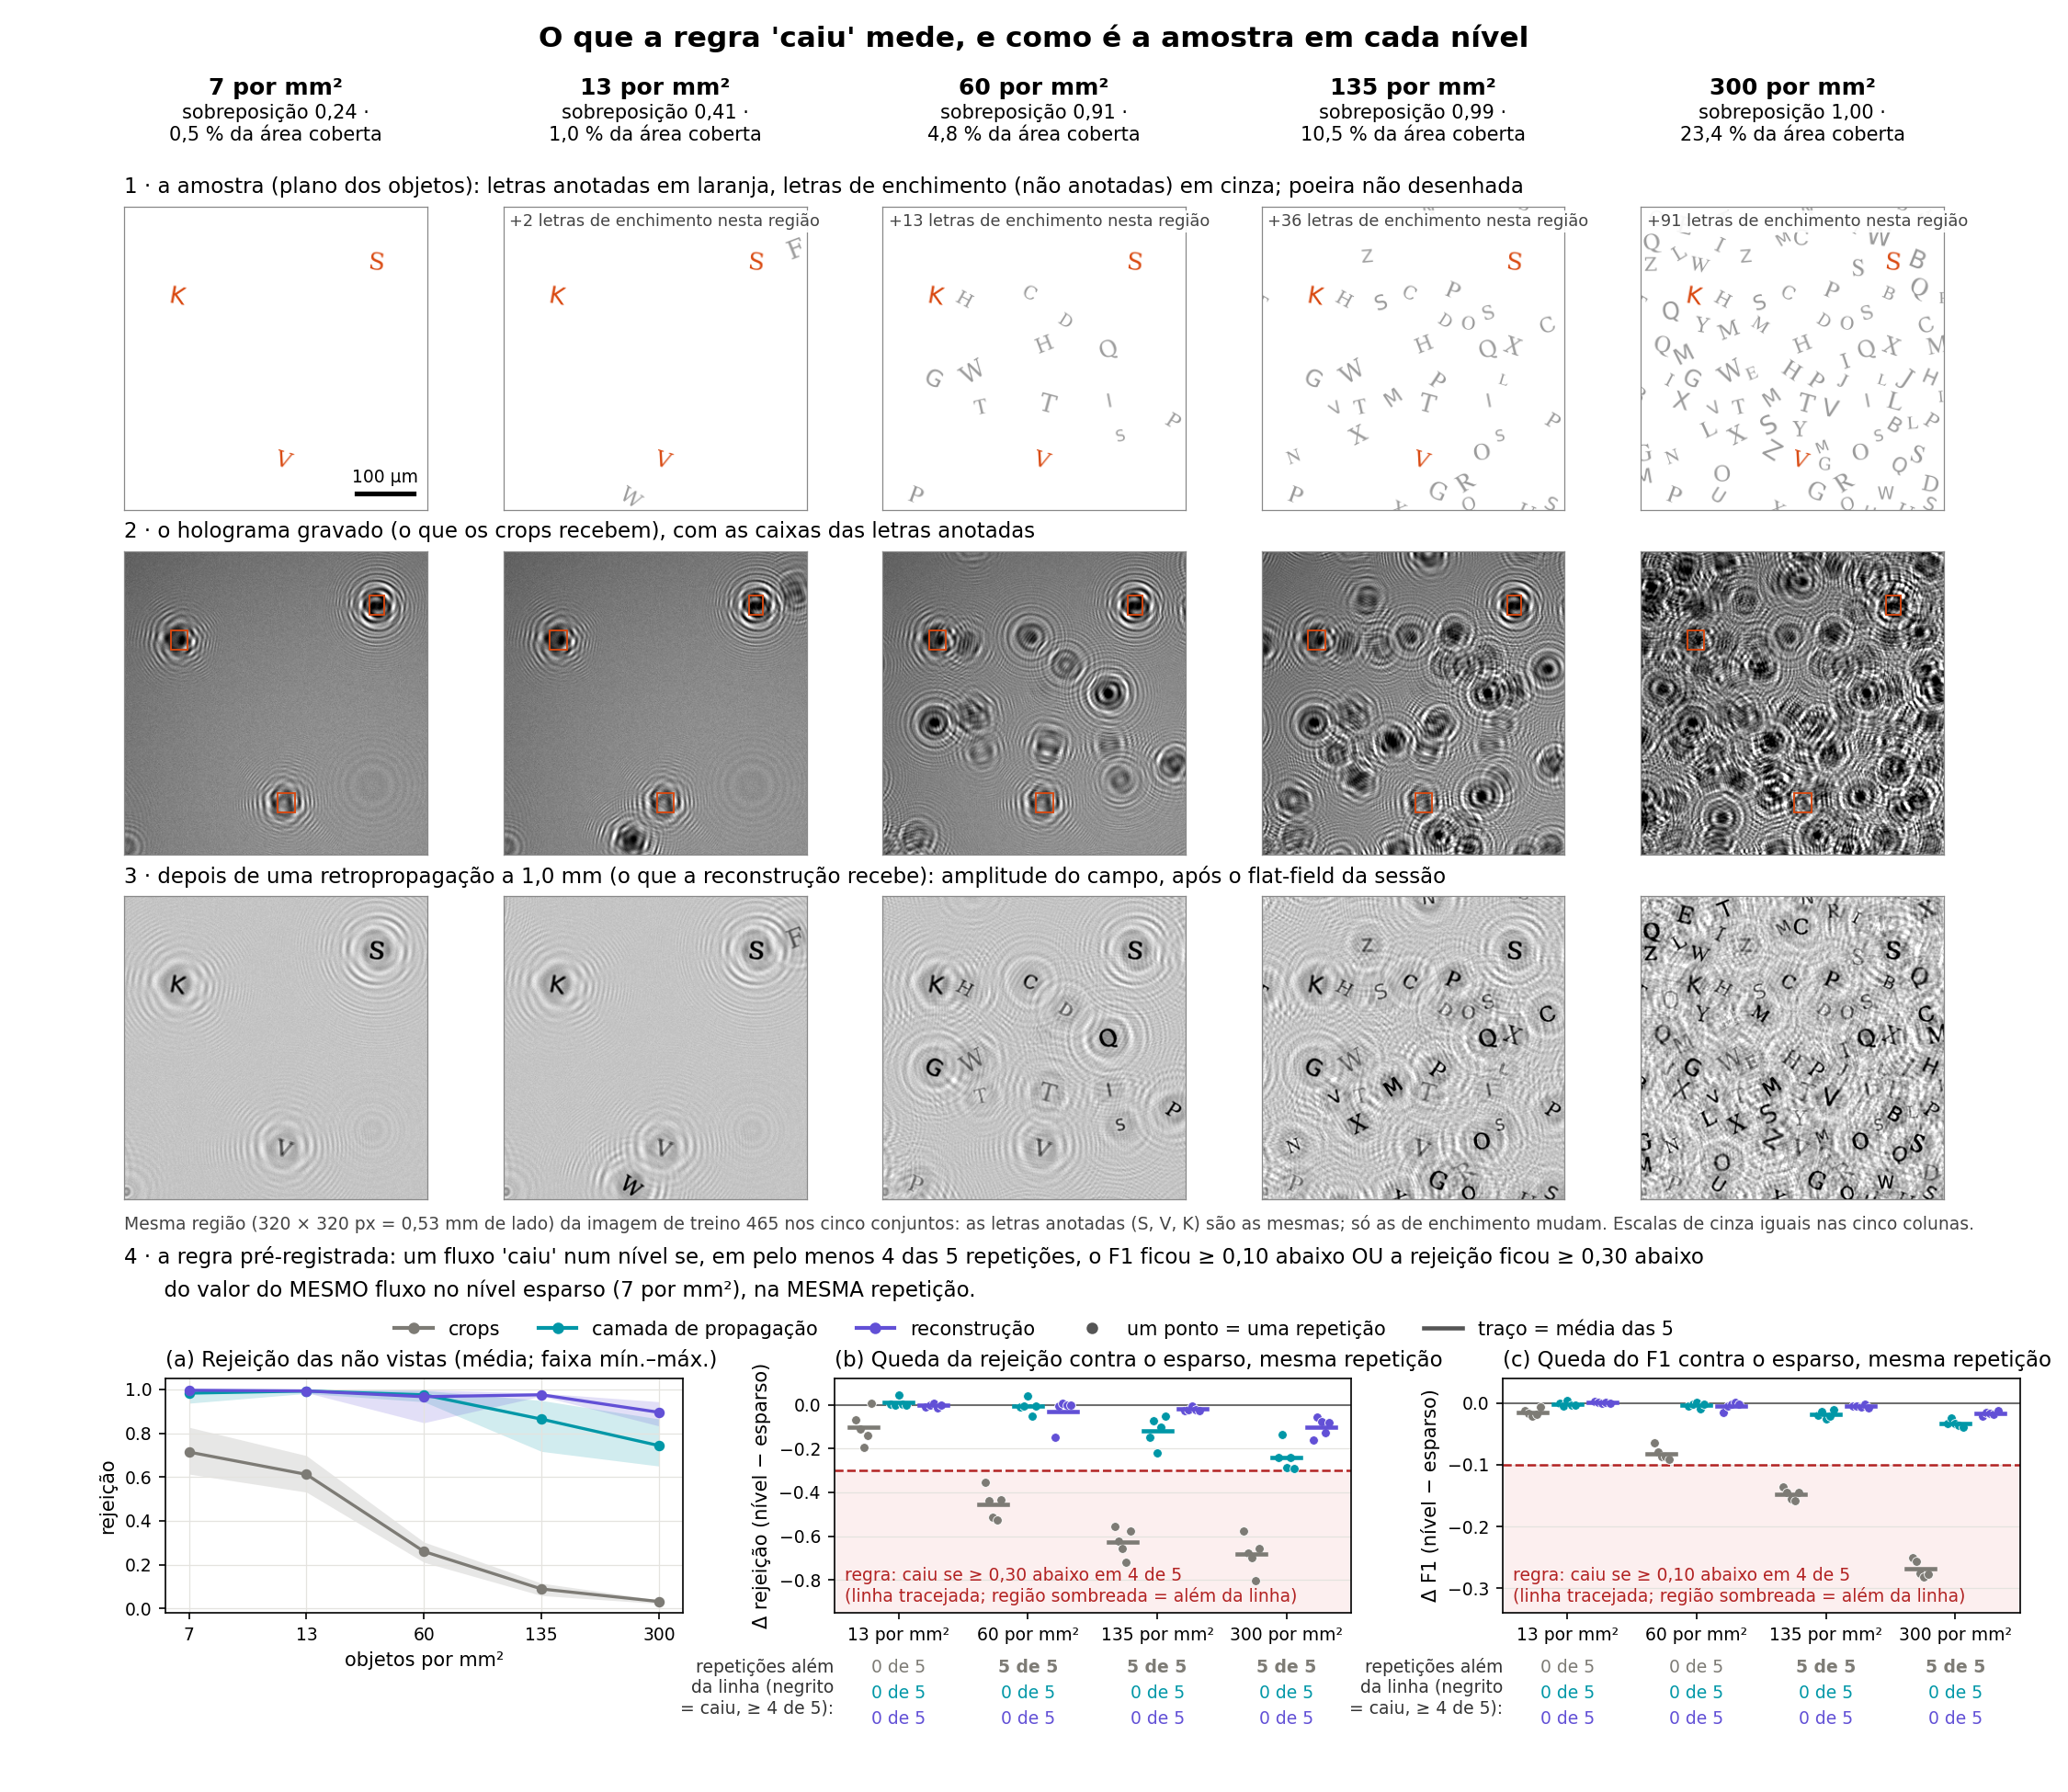 O que a regra 'caiu' mede, e como é a amostra em cada nível
7 por mm²
sobreposição 0,24 ·
0,5 % da área coberta
13 por mm²
sobreposição 0,41 ·
1,0 % da área coberta
60 por mm²
sobreposição 0,91 ·
4,8 % da área coberta
135 por mm²
sobreposição 0,99 ·
10,5 % da área coberta
300 por mm²
sobreposição 1,00 ·
23,4 % da área coberta
1 · a amostra (plano dos objetos): letras anotadas em laranja, letras de enchimento (não anotadas) em cinza; poeira não desenhada
K
S
V
100 µm
+2 letras de enchimento nesta região
+13 letras de enchimento nesta região
+36 letras de enchimento nesta região
+91 letras de enchimento nesta região
2 · o holograma gravado (o que os crops recebem), com as caixas das letras anotadas
3 · depois de uma retropropagação a 1,0 mm (o que a reconstrução recebe): amplitude do campo, após o flat-field da sessão
Mesma região (320 × 320 px = 0,53 mm de lado) da imagem de treino 465 nos cinco conjuntos: as letras anotadas (S, V, K) são as mesmas; só as de enchimento mudam. Escalas de cinza iguais nas cinco colunas.
4 · a regra pré-registrada: um fluxo 'caiu' num nível se, em pelo menos 4 das 5 repetições, o F1 ficou ≥ 0,10 abaixo OU a rejeição ficou ≥ 0,30 abaixo
do valor do MESMO fluxo no nível esparso (7 por mm²), na MESMA repetição.
crops
camada de propagação
reconstrução
um ponto = uma repetição
traço = média das 5
(a) Rejeição das não vistas (média; faixa mín.–máx.)
rejeição
1.0
0.8
0.6
0.4
0.2
0.0
7 13 60 135 300
objetos por mm²
(b) Queda da rejeição contra o esparso, mesma repetição
Δ rejeição (nível − esparso)
0.0
−0.2
−0.4
−0.6
−0.8
regra: caiu se ≥ 0,30 abaixo em 4 de 5
(linha tracejada; região sombreada = além da linha)
13 por mm² 60 por mm² 135 por mm² 300 por mm²
repetições além
da linha (negrito
= caiu, ≥ 4 de 5):
0 de 5 5 de 5 5 de 5 5 de 5
0 de 5 0 de 5 0 de 5 0 de 5
0 de 5 0 de 5 0 de 5 0 de 5
(c) Queda do F1 contra o esparso, mesma repetição
Δ F1 (nível − esparso)
0.0
−0.1
−0.2
−0.3
regra: caiu se ≥ 0,10 abaixo em 4 de 5
(linha tracejada; região sombreada = além da linha)
13 por mm² 60 por mm² 135 por mm² 300 por mm²
repetições além
da linha (negrito
= caiu, ≥ 4 de 5):
0 de 5 0 de 5 5 de 5 5 de 5
0 de 5 0 de 5 0 de 5 0 de 5
0 de 5 0 de 5 0 de 5 0 de 5